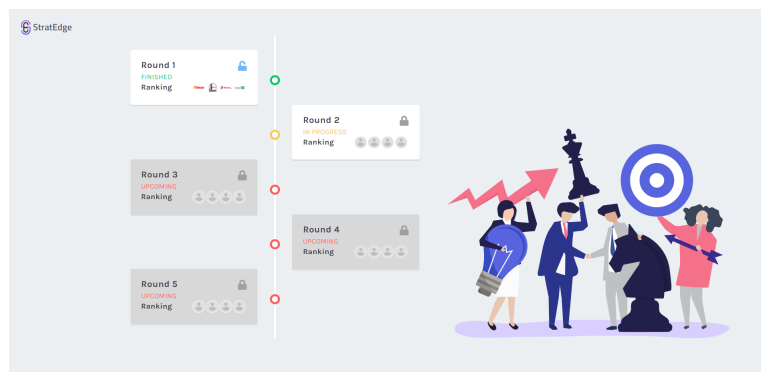 StratEdge
Round 1
FINISHED
Ranking
Round 2
IN-PROGRESS
Ranking
Round 3
UPCOMING
Ranking
Round 4
UPCOMING
Ranking
Round 5
UPCOMING
Ranking